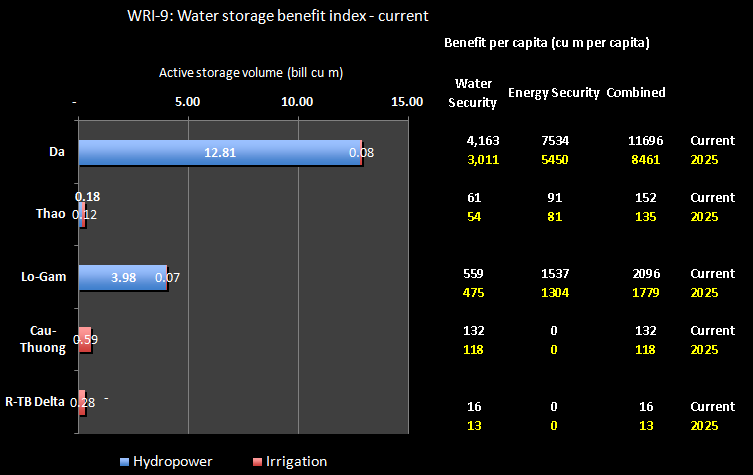 WRI-9: Water storage benefit index - current
Benefit per capita (cu m per capita)
Active storage volume (bill cu m)
Water Security Energy Security Combined
- 5.00 10.00 15.00
Da 12.81 0.08 4,163 7534 11696 Current
3,011 5450 8461 2025
Thao 0.18 0.12 61 91 152 Current
54 81 135 2025
Lo-Gam 3.98 0.07 559 1537 2096 Current
475 1304 1779 2025
Cau-Thuong 0.59 132 0 132 Current
118 0 118 2025
R-TB Delta 0.28 - 16 0 16 Current
13 0 13 2025
Hydropower Irrigation